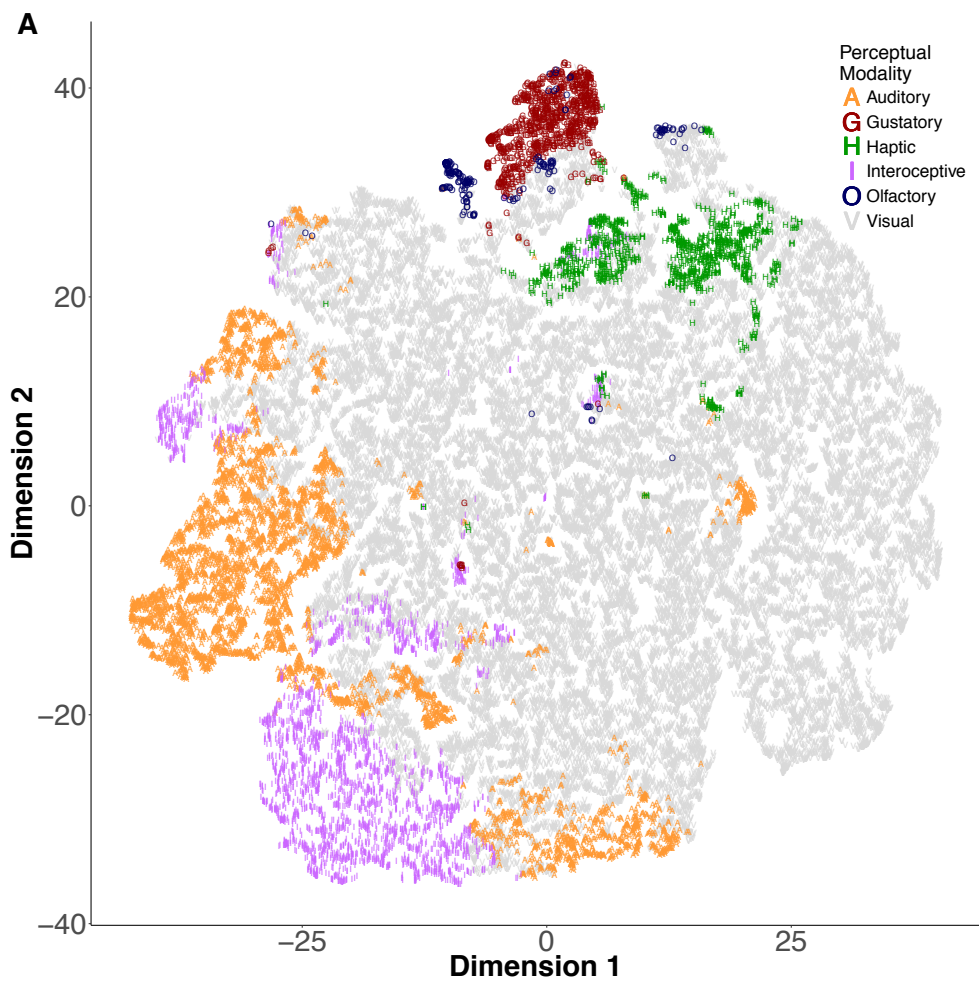 A
Perceptual
Modality
A Auditory
G Gustatory
H Haptic
I Interoceptive
O Olfactory
V Visual
40
20
0
−20
−40
Dimension 2
−25
0
25
Dimension 1